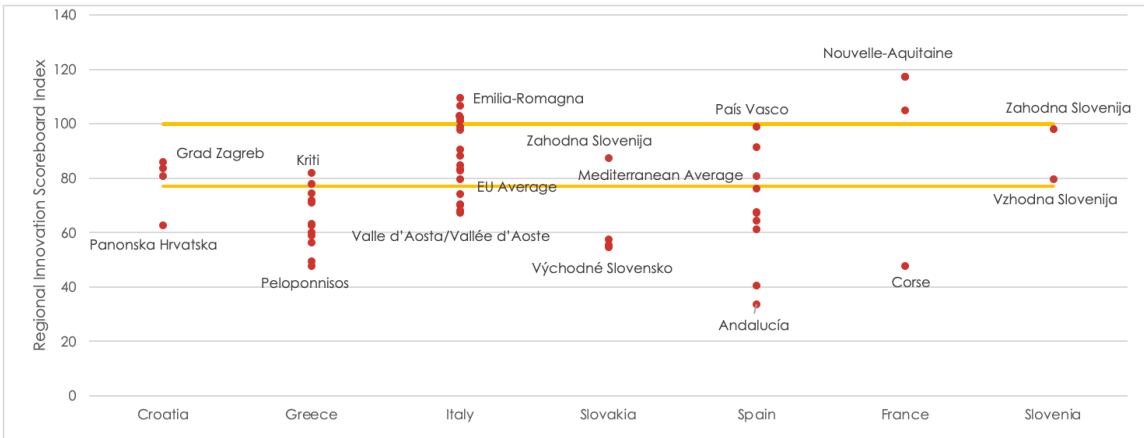 Regional Innovation Scoreboard Index
140
120
100
80
60
40
20
0
Nouvelle-Aquitaine
Emilia-Romagna
País Vasco
Zahodna Slovenija
Grad Zagreb
Kriti
Zahodna Slovenija
Mediterranean Average
EU Average
Vzhodna Slovenija
Panonska Hrvatska
Valle d'Aosta/Vallée d'Aoste
Peloponnisos
Východné Slovensko
Corse
Andalucía
Croatia
Greece
Italy
Slovakia
Spain
France
Slovenia